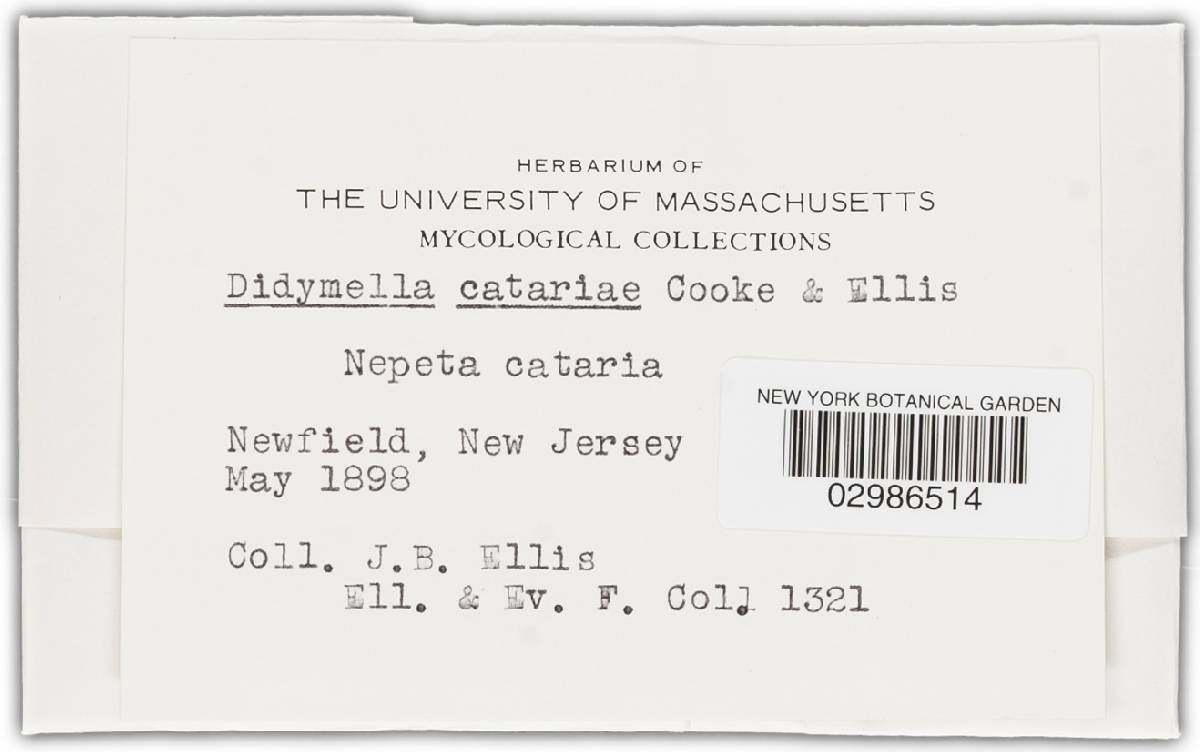 HERBARIUM OF
THE UNIVERSITY OF MASSACHUSETTS
MYCOLOGICAL COLLECTIONS
Didymella catariae Cooke & Ellis
Nepeta cataria
Newfield, New Jersey
May 1898
Coll. J.B. Ellis
Ell. & Ev. F. Col. 1321
NEW YORK BOTANICAL GARDEN
02986514